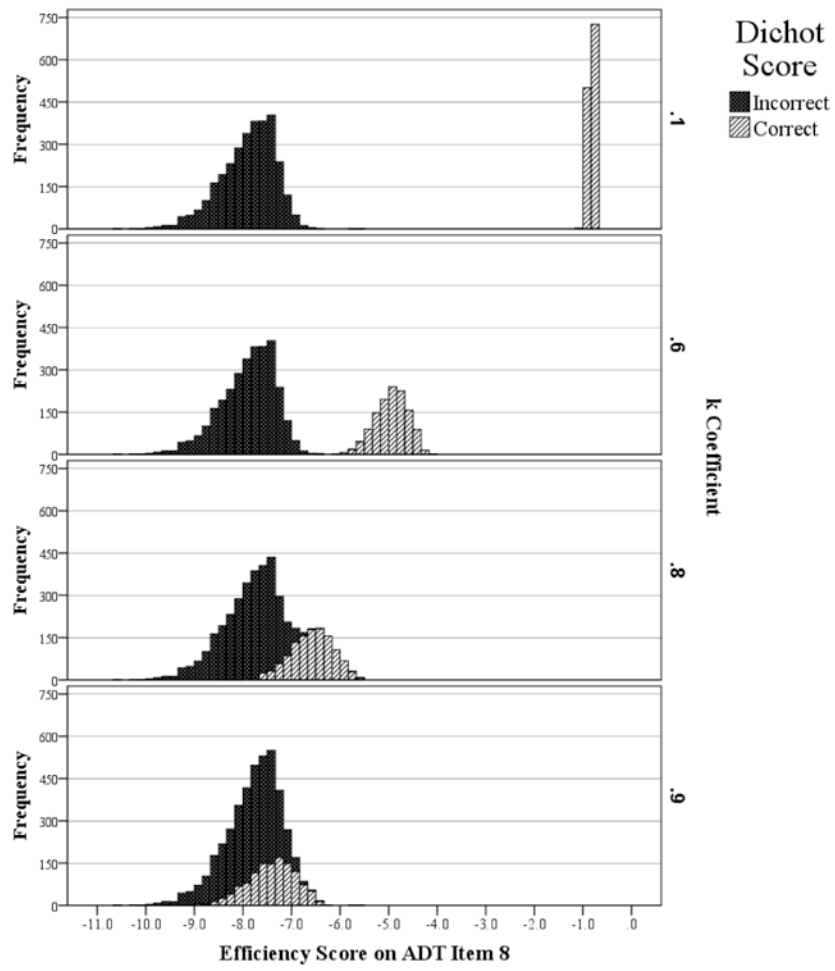 Dichot
Score
Incorrect
Correct
750
600
450
300
150
0
Frequency
.1
750
600
450
300
150
0
Frequency
.6
750
600
450
300
150
0
Frequency
.8
750
600
450
300
150
0
Frequency
.9
k Coefficient
-11.0 -10.0 -9.0 -8.0 -7.0 -6.0 -5.0 -4.0 -3.0 -2.0 -1.0 .0
Efficiency Score on ADT Item 8